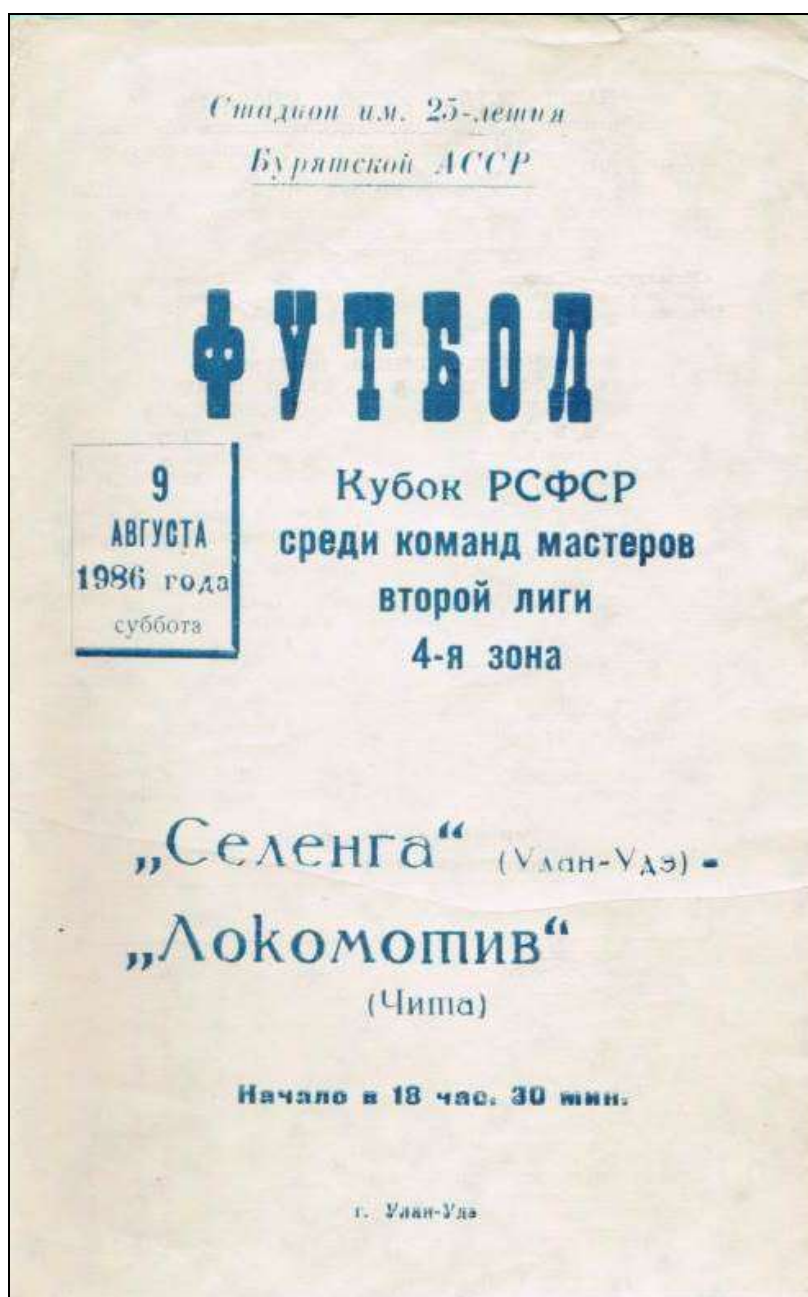 Стадион им. 25-летия
Бурятской АССР
ФУТБОЛ
9
АВГУСТА
1986 года
суббота
Кубок РСФСР
среди команд мастеров
второй лиги
4-я зона
„Селенга“ (Улан-Удэ) -
„Локомотив“
(Чита)
Начало в 18 час. 30 мин.
г. Улан-Удэ